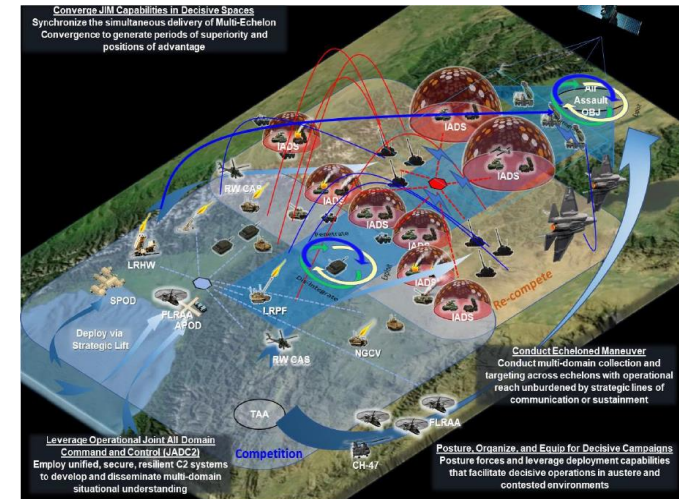 Converge JIM Capabilities in Decisive Spaces
Synchronize the simultaneous delivery of Multi-Echelon
Convergence to generate periods of superiority and
positions of advantage
Air
Assault
OBJ
IADS
IADS
IADS
RW CAS
IADS
IADS
IADS
IADS
IADS
Penetrate
Dis-integrate
LRHW
SPOD
FLRAA
APOD
LRPF
Deploy via
Strategic Lift
RW CAS
NGCV
Re-compete
TAA
Competition
FLRAA
CH-47
Conduct Echeloned Maneuver
Conduct multi-domain collection and
targeting across echelons with operational
reach unburdened by strategic lines of
communication or sustainment
Leverage Operational Joint All Domain
Command and Control (JADC2)
Employ unified, secure, resilient C2 systems
to develop and disseminate multi-domain
situational understanding
Posture, Organize, and Equip for Decisive Campaigns
Posture forces and leverage deployment capabilities
that facilitate decisive operations in austere and
contested environments